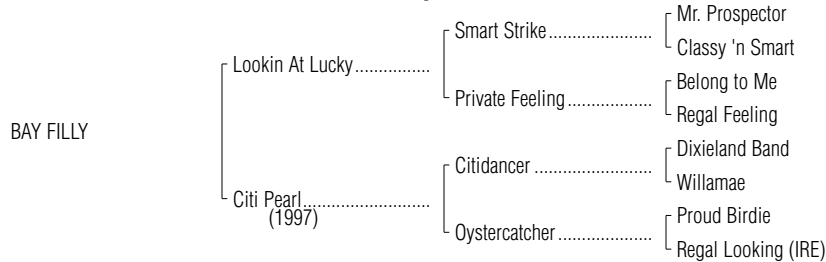 Mr. Prospector
Smart Strike......................
Classy 'n Smart
Lookin At Lucky................
Belong to Me
Private Feeling..................
Regal Feeling
BAY FILLY
Dixieland Band
Citidancer .........................
Willamae
Citi Pearl...........................
(1997)
Proud Birdie
Oystercatcher ....................
Regal Looking (IRE)